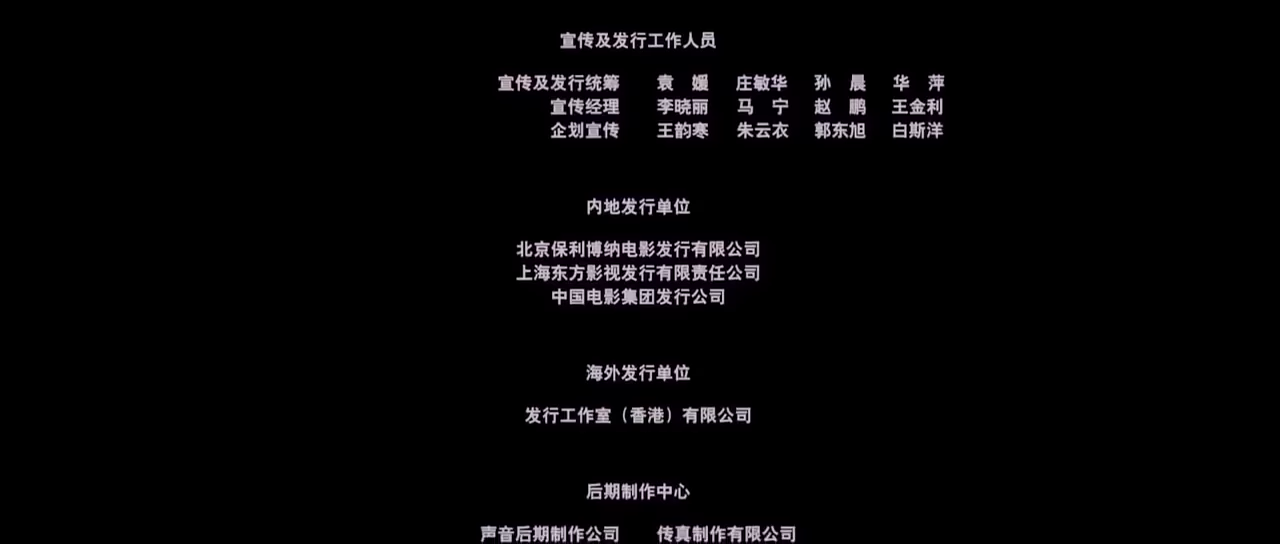 宣传及发行工作人员
宣传及发行统筹 袁 媛 庄敏华 孙 晨 华 萍
宣传经理 李晓丽 马 宁 赵 鹏 王金利
企划宣传 王韵寒 朱云衣 郭东旭 白斯洋
内地发行单位
北京保利博纳电影发行有限公司
上海东方影视发行有限责任公司
中国电影集团发行公司
海外发行单位
发行工作室（香港）有限公司
后期制作中心
声音后期制作公司 传真制作有限公司